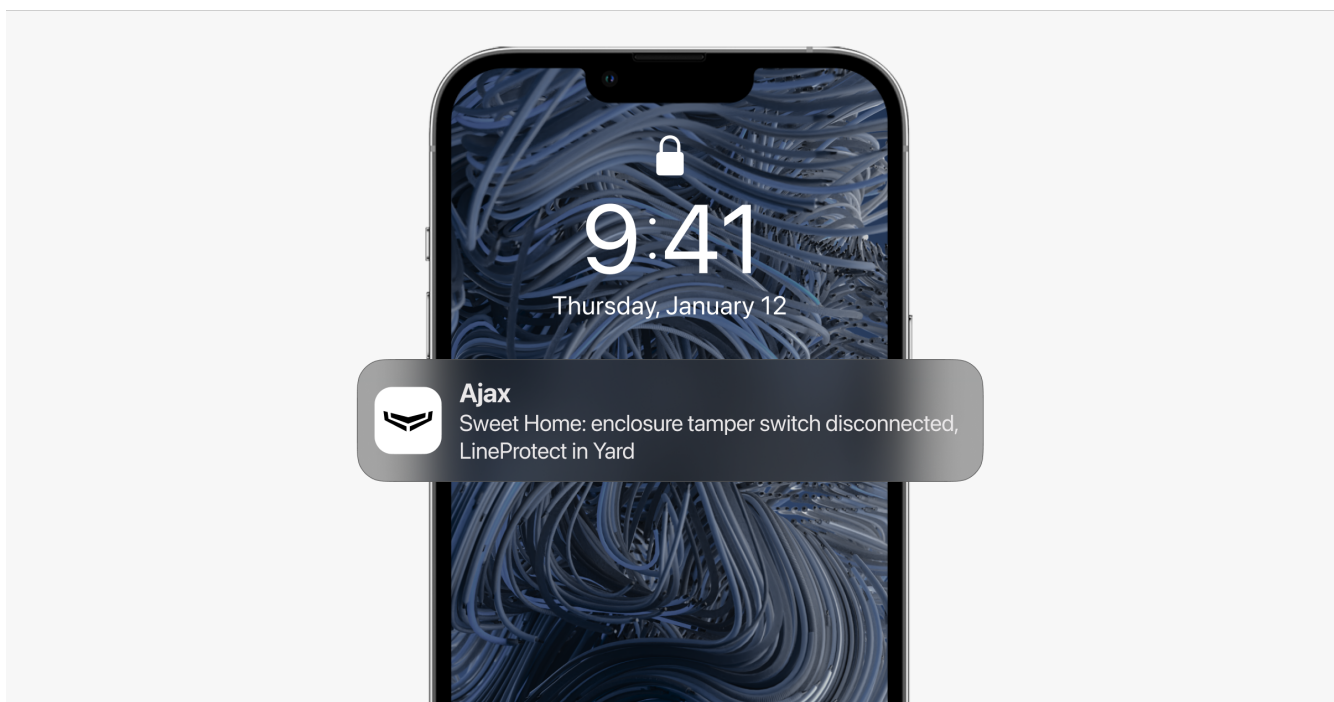 9:41
Thursday, January 12
Ajax
Sweet Home: enclosure tamper switch disconnected,
LineProtect in Yard